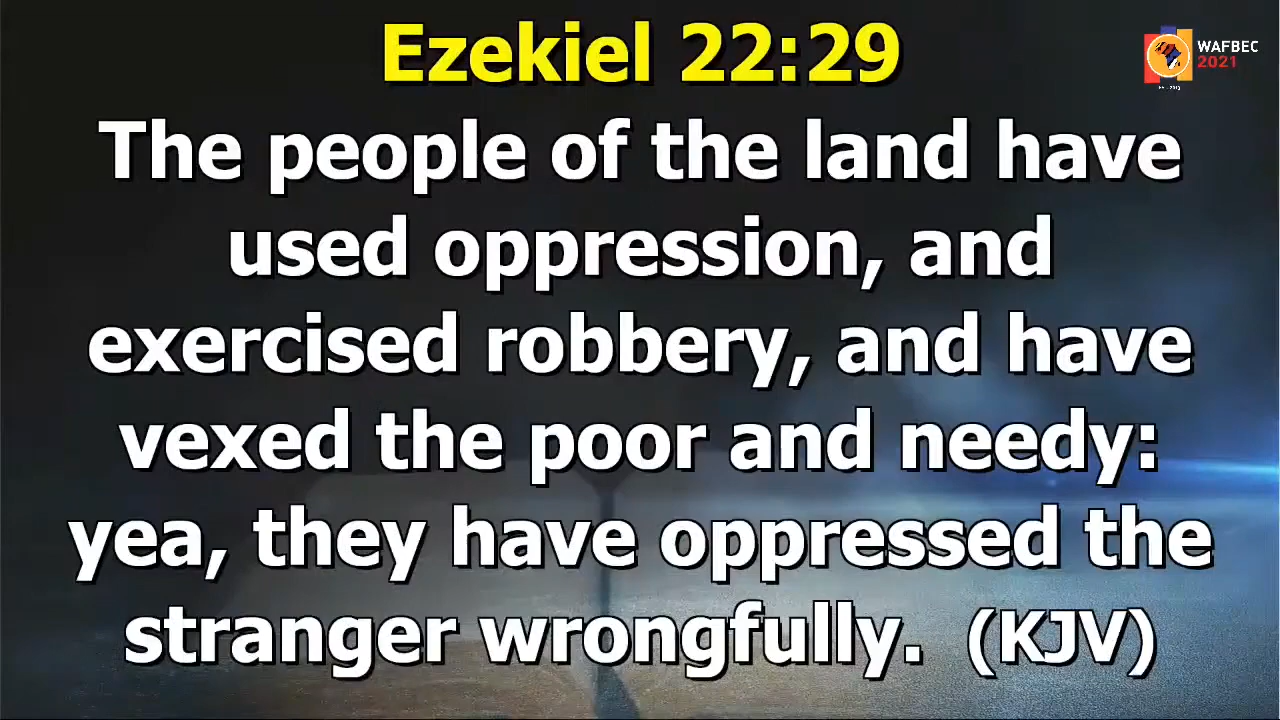 Ezekiel 22:29
WAFBEC
2021
The people of the land have
used oppression, and
exercised robbery, and have
vexed the poor and needy:
yea, they have oppressed the
stranger wrongfully. (KJV)